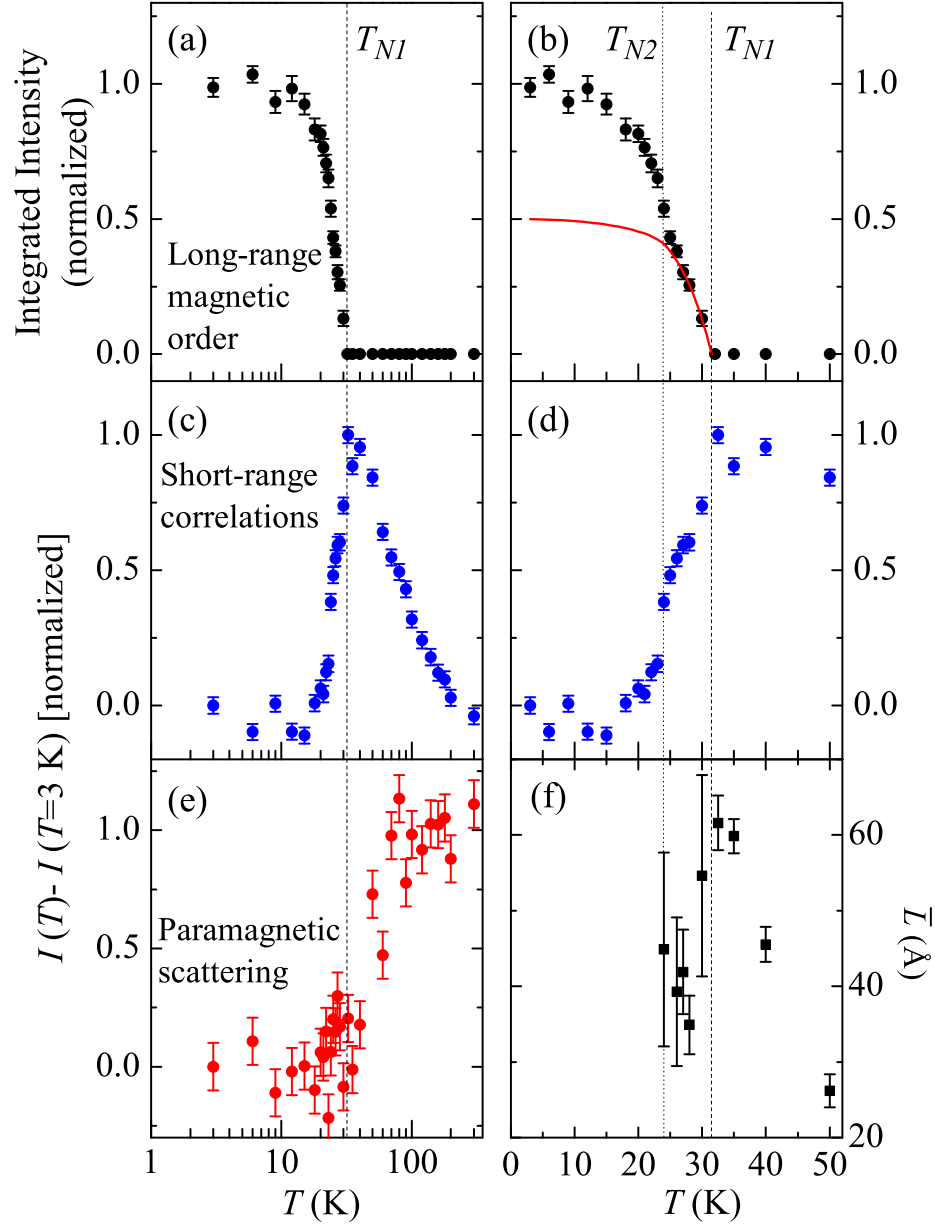 (a)
T_N1
(b)
T_N2
T_N1
Integrated Intensity
(normalized)
1.0
0.5
0.0
1.0
0.5
0.0
Long-range
magnetic
order
(c)
(d)
Short-range
correlations
1.0
0.5
0.0
1.0
0.5
0.0
I (T)- I (T=3 K) [normalized]
(e)
(f)
Paramagnetic
scattering
1.0
0.5
0.0
60
40
20
L̅ (Å)
1 10 100
0 10 20 30 40 50
T (K)
T (K)